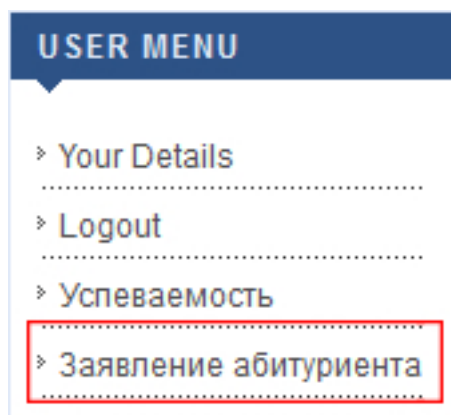 USER MENU
Your Details
Logout
Успеваемость
Заявление абитуриента